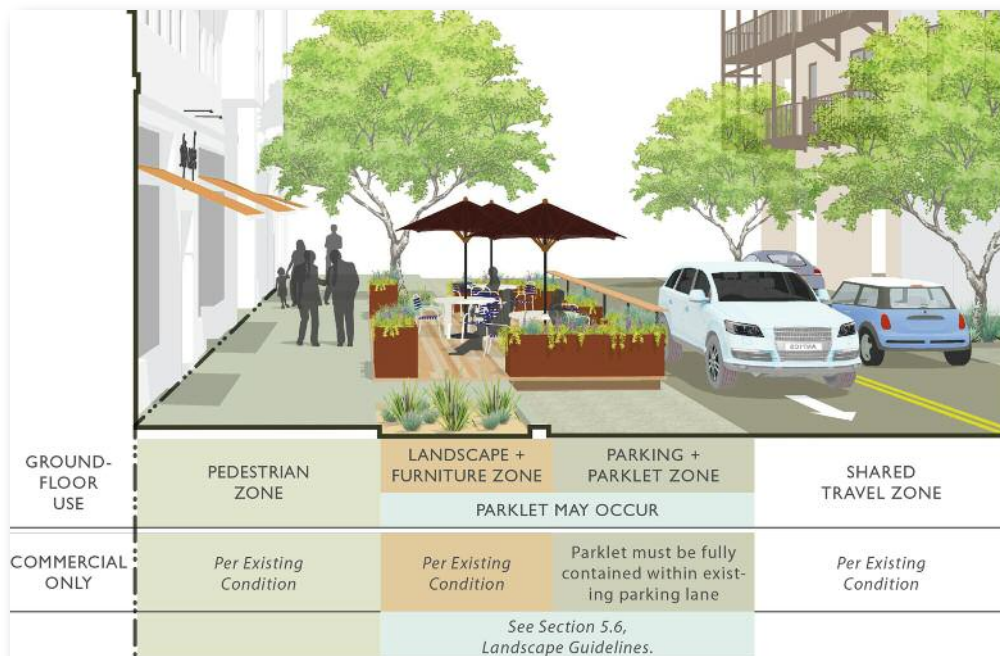 GROUND-
FLOOR
USE
PEDESTRIAN
ZONE
LANDSCAPE +
FURNITURE ZONE
PARKING +
PARKLET ZONE
SHARED
TRAVEL ZONE
PARKLET MAY OCCUR
COMMERCIAL
ONLY
Per Existing
Condition
Per Existing
Condition
Parklet must be fully
contained within exist-
ing parking lane
Per Existing
Condition
See Section 5.6,
Landscape Guidelines.